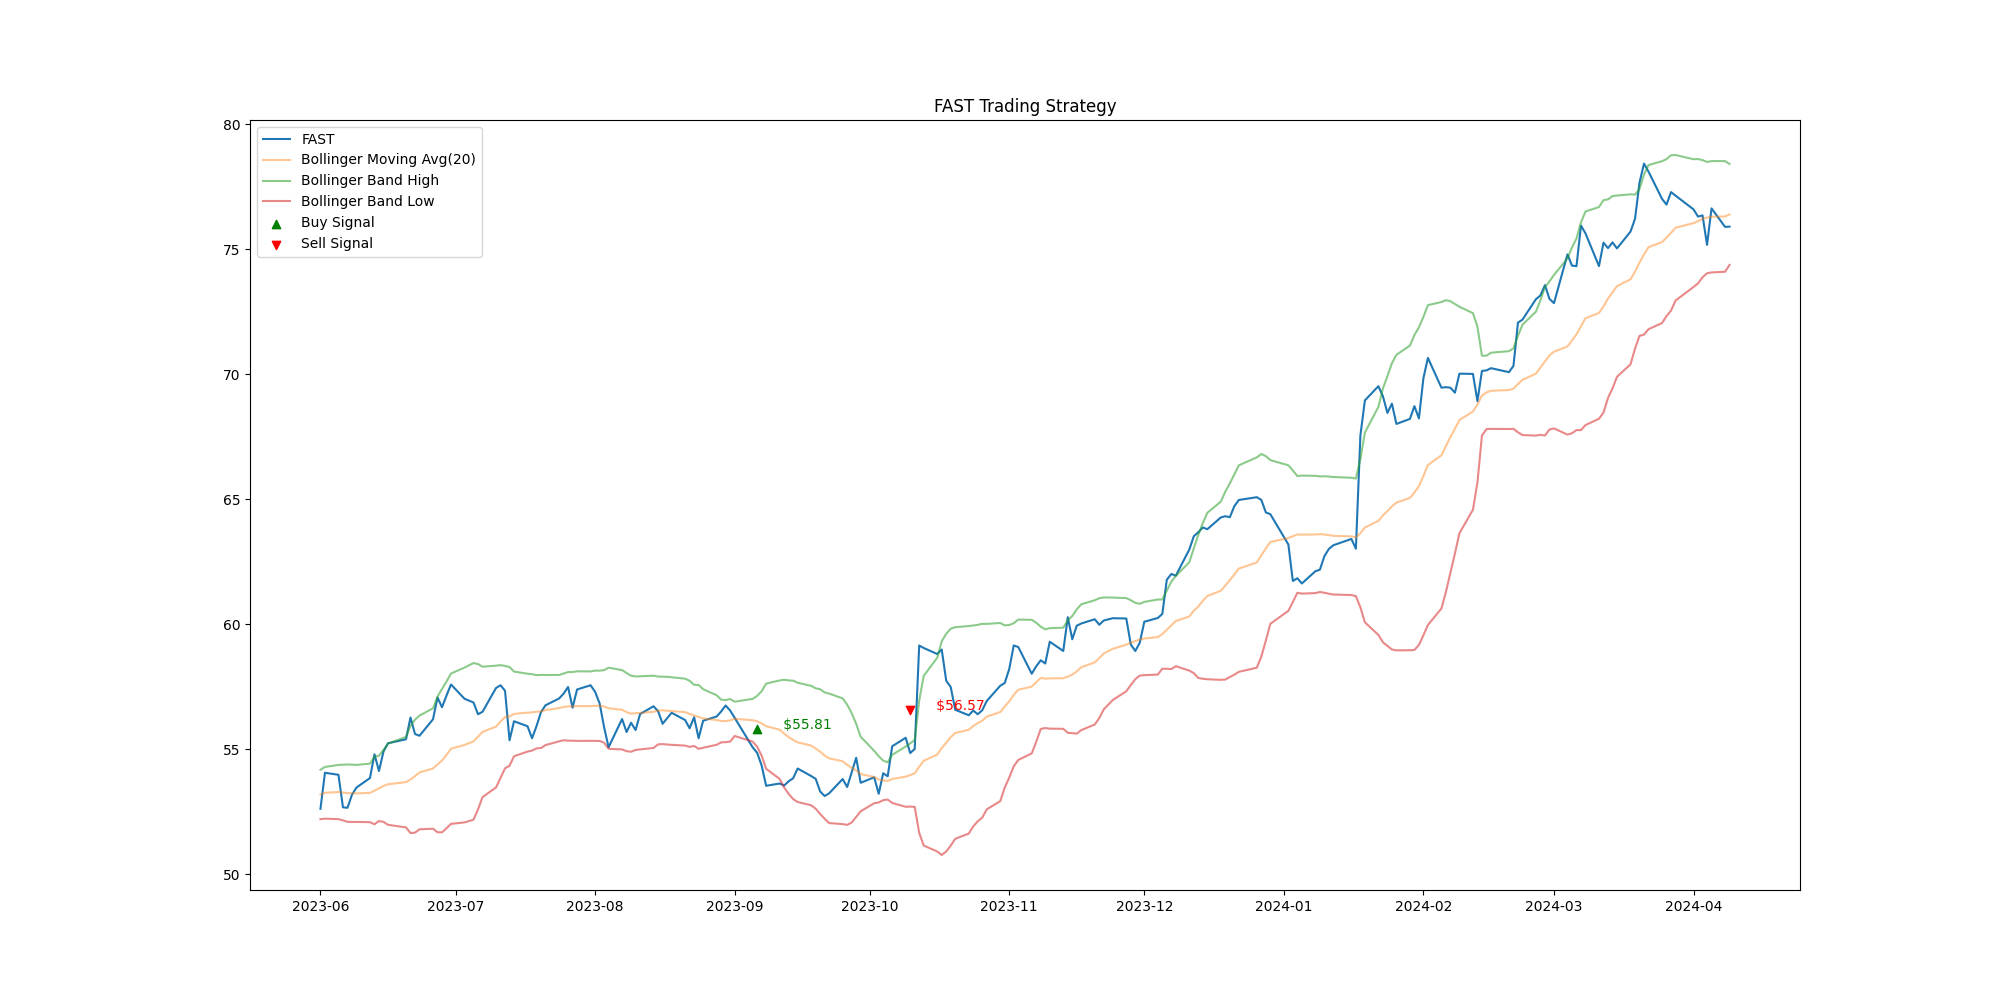 FAST Trading Strategy
80
75
70
65
60
55
50
FAST
Bollinger Moving Avg(20)
Bollinger Band High
Bollinger Band Low
Buy Signal
Sell Signal
$55.81
$56.57
2023-06 2023-07 2023-08 2023-09 2023-10 2023-11 2023-12 2024-01 2024-02 2024-03 2024-04